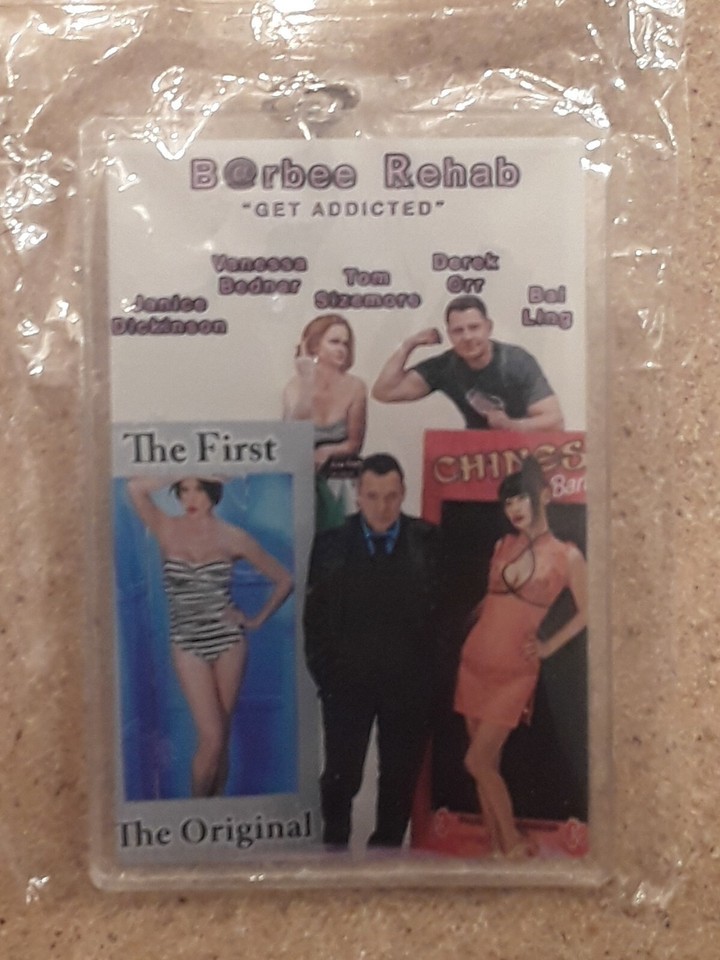 B@rbee Rehab
"GET ADDICTED"
Janice
Dickinson
Vanessa
Bednar
Tom
Sizemore
Derek
Orr
Bai
Ling
The First
CHINES
Bar
The Original